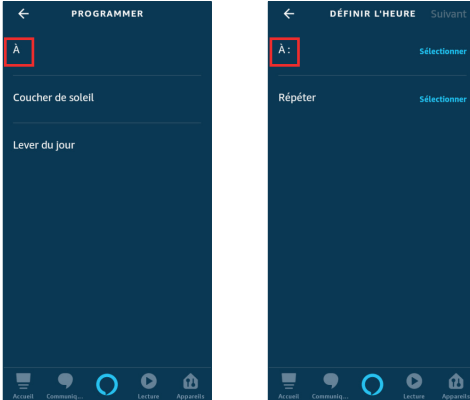 PROGRAMMER
À
Coucher de soleil
Lever du jour
Accueil Communiq... Lecture Appareils
DÉFINIR L'HEURE Suivant
À : Sélectionner
Répéter Sélectionner
Accueil Communiq... Lecture Appareils